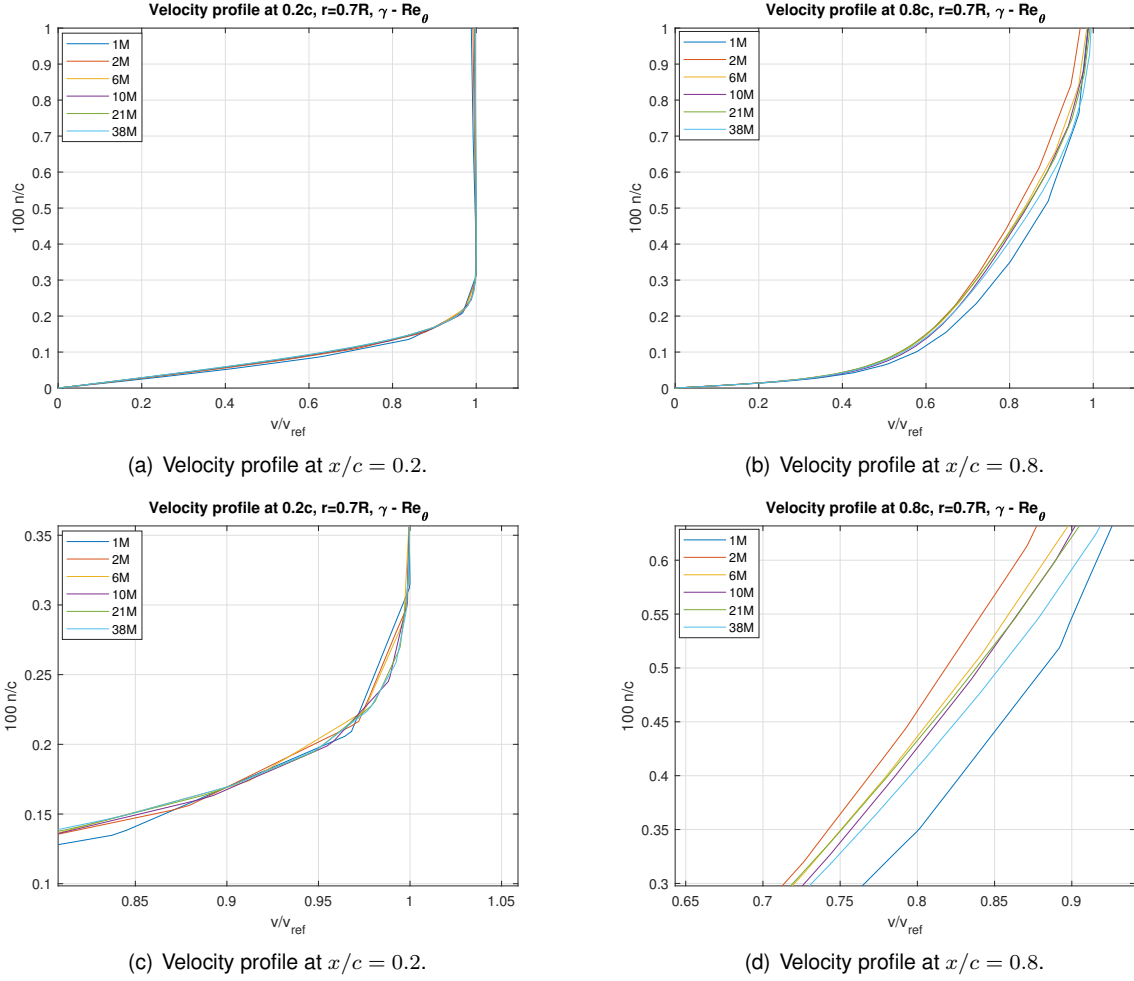 Velocity profile at 0.2c, r=0.7R, γ - Re_θ
1M
2M
6M
10M
21M
38M
1
0.9
0.8
0.7
0.6
0.5
0.4
0.3
0.2
0.1
0
100 n/c
0 0.2 0.4 0.6 0.8 1
v/v_ref
(a) Velocity profile at x/c = 0.2.
Velocity profile at 0.8c, r=0.7R, γ - Re_θ
1M
2M
6M
10M
21M
38M
1
0.9
0.8
0.7
0.6
0.5
0.4
0.3
0.2
0.1
0
100 n/c
0 0.2 0.4 0.6 0.8 1
v/v_ref
(b) Velocity profile at x/c = 0.8.
Velocity profile at 0.2c, r=0.7R, γ - Re_θ
1M
2M
6M
10M
21M
38M
0.35
0.3
0.25
0.2
0.15
0.1
100 n/c
0.85 0.9 0.95 1 1.05
v/v_ref
(c) Velocity profile at x/c = 0.2.
Velocity profile at 0.8c, r=0.7R, γ - Re_θ
1M
2M
6M
10M
21M
38M
0.6
0.55
0.5
0.45
0.4
0.35
0.3
100 n/c
0.65 0.7 0.75 0.8 0.85 0.9
v/v_ref
(d) Velocity profile at x/c = 0.8.